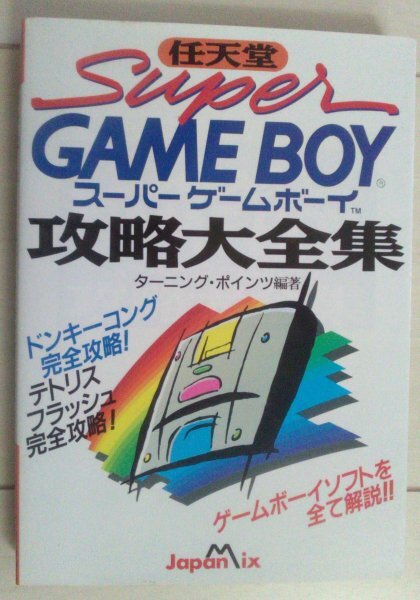 任天堂
Super
GAME BOY®
スーパーゲームボーイ™
攻略大全集
ターニング・ポインツ編著
ドンキーコング
完全攻略!
テトリス
フラッシュ
完全攻略!
ゲームボーイソフトを
全て解説!!
JapanMix